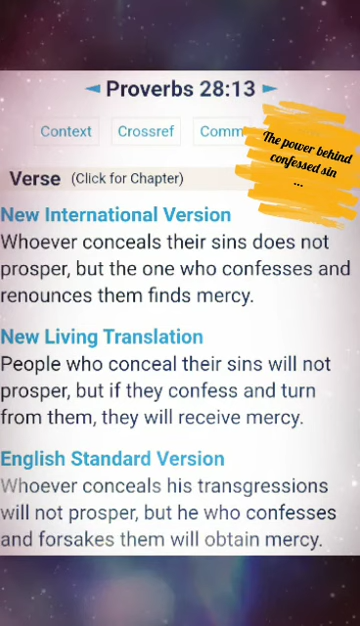 ◄ Proverbs 28:13 ►
Context Crossref Comm
The power behind
confessed sin
...
Verse (Click for Chapter)
New International Version
Whoever conceals their sins does not
prosper, but the one who confesses and
renounces them finds mercy.
New Living Translation
People who conceal their sins will not
prosper, but if they confess and turn
from them, they will receive mercy.
English Standard Version
Whoever conceals his transgressions
will not prosper, but he who confesses
and forsakes them will obtain mercy.